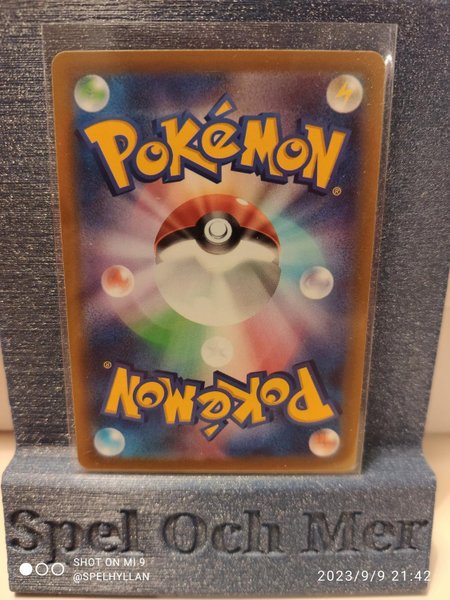 POKéMON®
POKéMON®
Spel Och Mer
SHOT ON MI 9
@SPELHYLLAN
2023/9/9 21:42